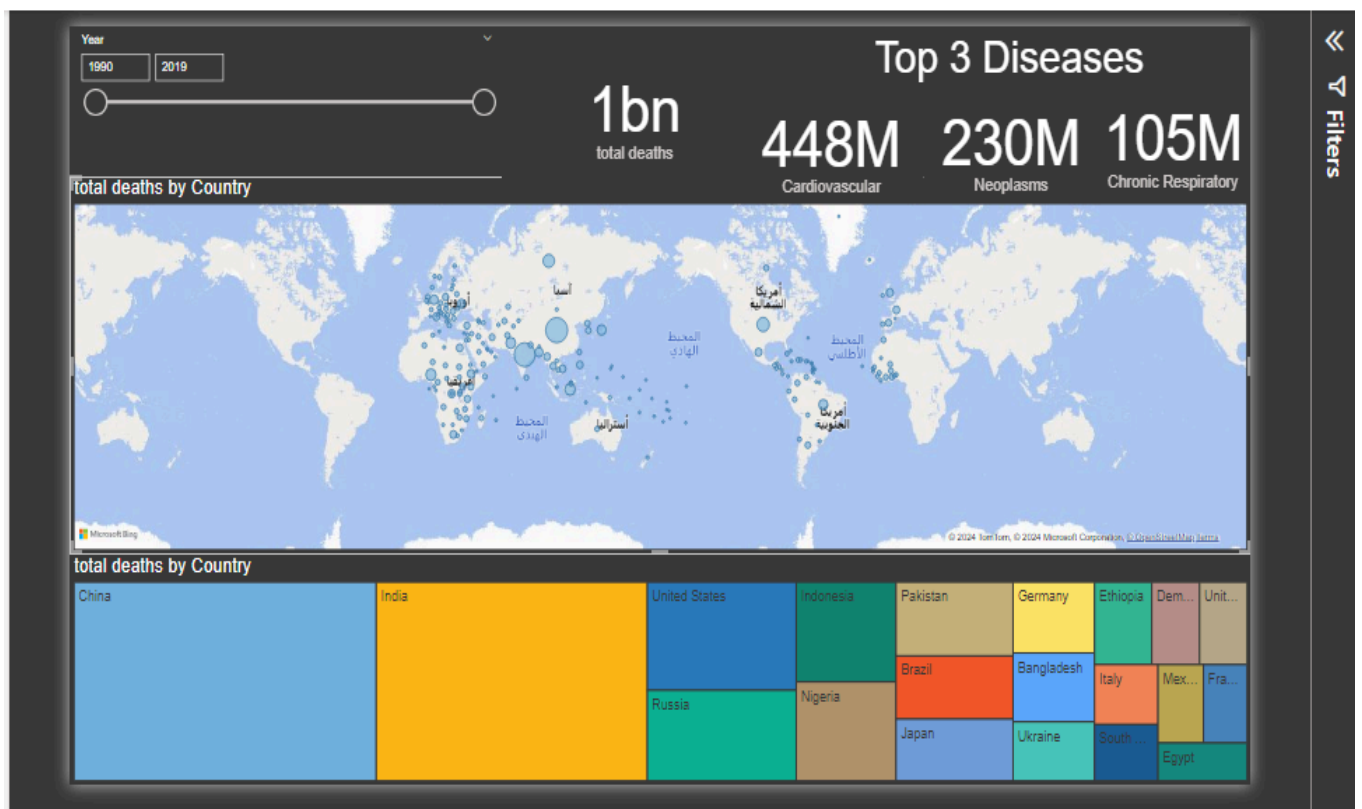 Year
1990 2019
Top 3 Diseases
1bn
total deaths
448M
Cardiovascular
230M
Neoplasms
105M
Chronic Respiratory
Filters
total deaths by Country
أوروبا
آسيا
أمريكا
الشمالية
المحيط
الهادي
المحيط
الأطلسي
أفريقيا
المحيط
الهندي
أستراليا
أمريكا
الجنوبية
Microsoft Bing
© 2024 TomTom, © 2024 Microsoft Corporation, © OpenStreetMap Terms
total deaths by Country
China
India
United States
Russia
Indonesia
Nigeria
Pakistan
Brazil
Japan
Germany
Bangladesh
Ukraine
Ethiopia
Dem...
Unit...
Italy
Mex...
Fra...
South ...
Egypt